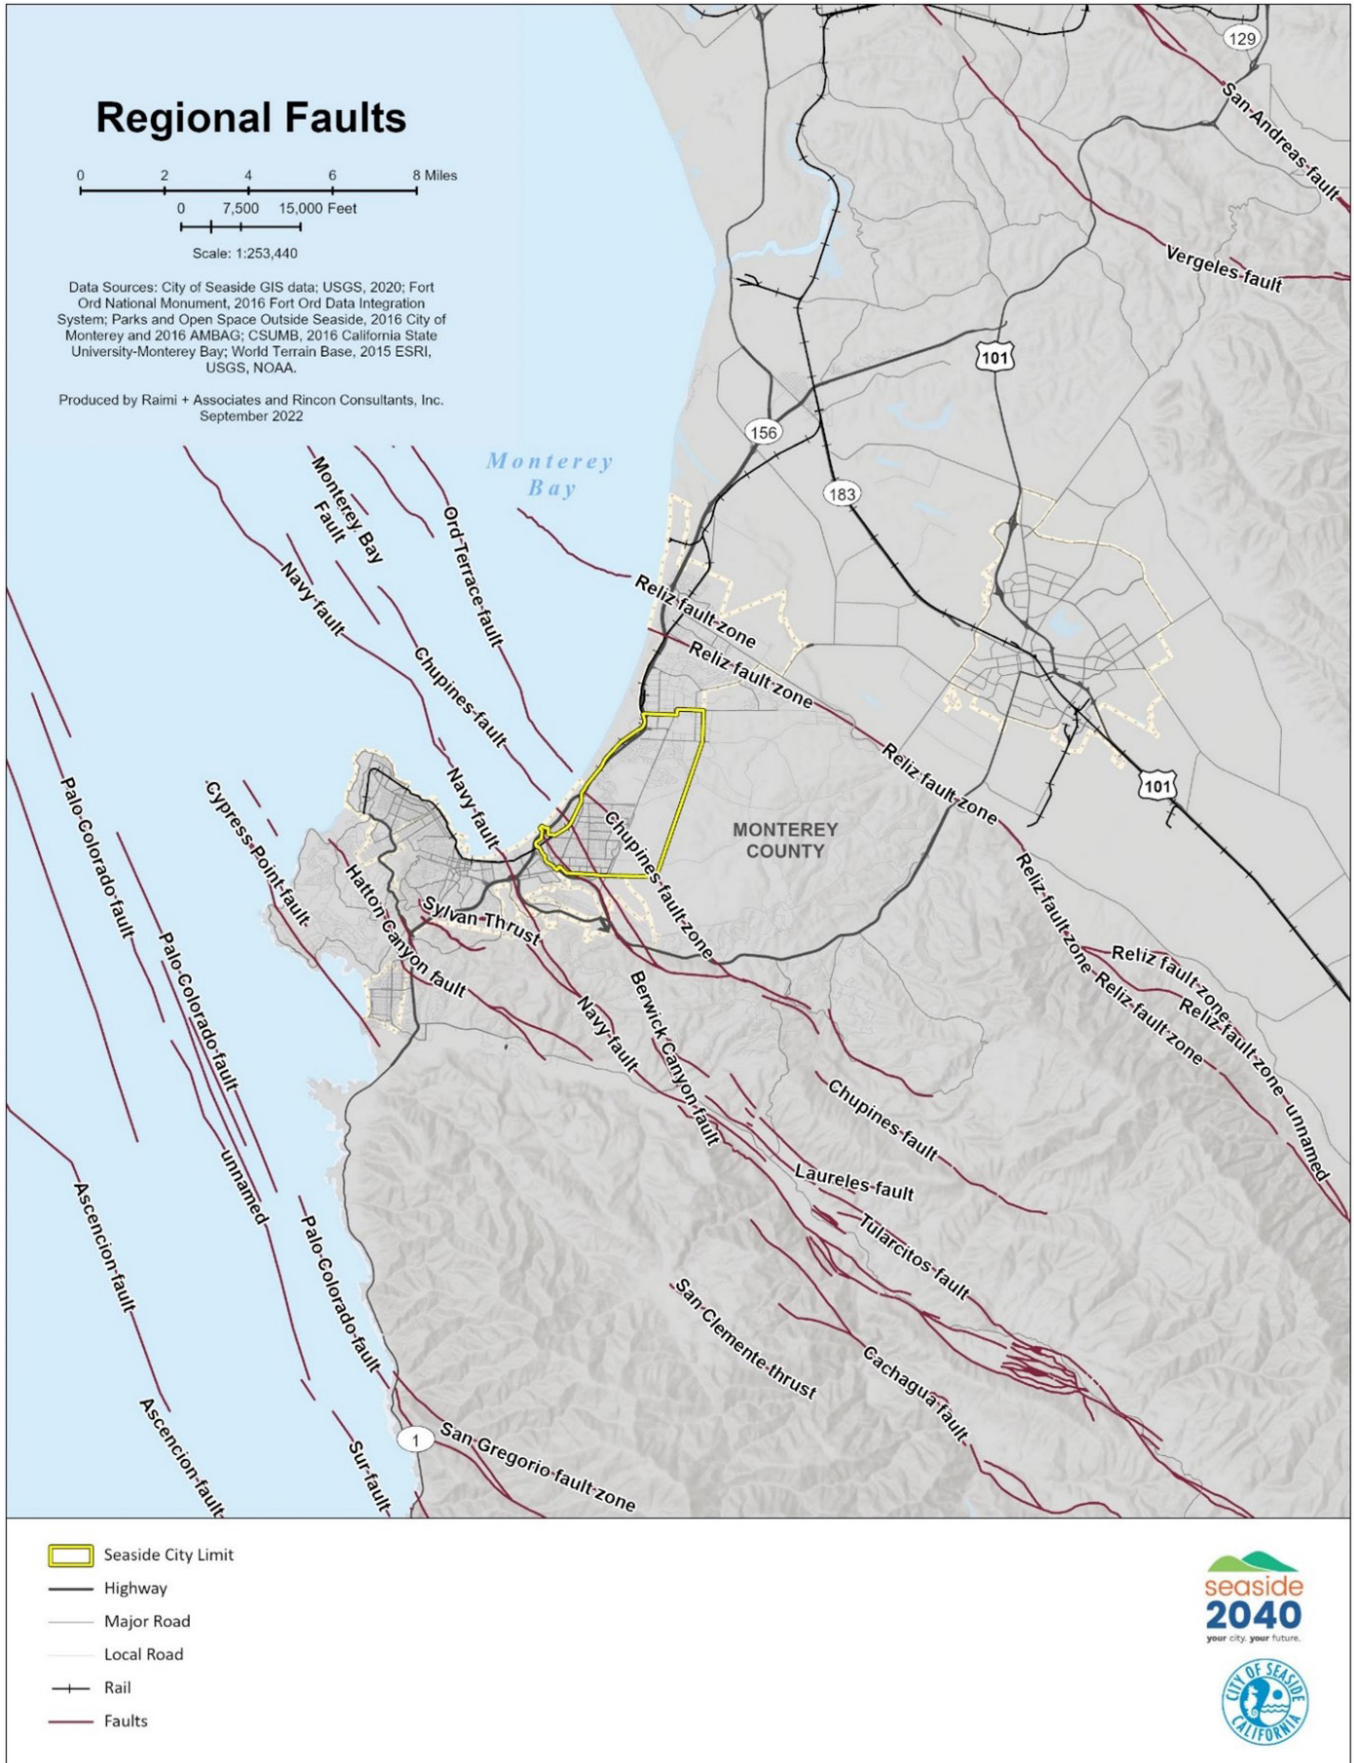 Regional Faults
0 2 4 6 8 Miles
0 7,500 15,000 Feet
Scale: 1:253,440
Data Sources: City of Seaside GIS data; USGS, 2020; Fort
Ord National Monument, 2016 Fort Ord Data Integration
System; Parks and Open Space Outside Seaside, 2016 City of
Monterey and 2016 AMBAG; CSUMB, 2016 California State
University-Monterey Bay; World Terrain Base, 2015 ESRI,
USGS, NOAA.
Produced by Raimi + Associates and Rincon Consultants, Inc.
September 2022
129
San Andreas fault
Vergeles fault
101
156
183
Monterey
Bay
Monterey Bay
Fault
Ord Terrace fault
Navy fault
Chupines fault
Reliz fault zone
Reliz fault zone
Reliz fault zone
101
Navy fault
Cypress Point fault
Palo Colorado fault
MONTEREY
COUNTY
Chupines fault zone
Hatton Canyon fault
Sylvan Thrust
Reliz fault zone
Reliz fault zone
Reliz fault zone
Reliz fault zone
unnamed
Palo Colorado fault
Navy fault
Berwick Canyon fault
Chupines fault
unnamed
Laureles fault
Tularcitos fault
Ascencion fault
Palo Colorado fault
San Clemente thrust
Cachagua fault
Ascencion fault
Sur fault
1
San Gregorio fault zone
Seaside City Limit
Highway
Major Road
Local Road
Rail
Faults
seaside
2040
your city. your future.
CITY OF SEASIDE
CALIFORNIA